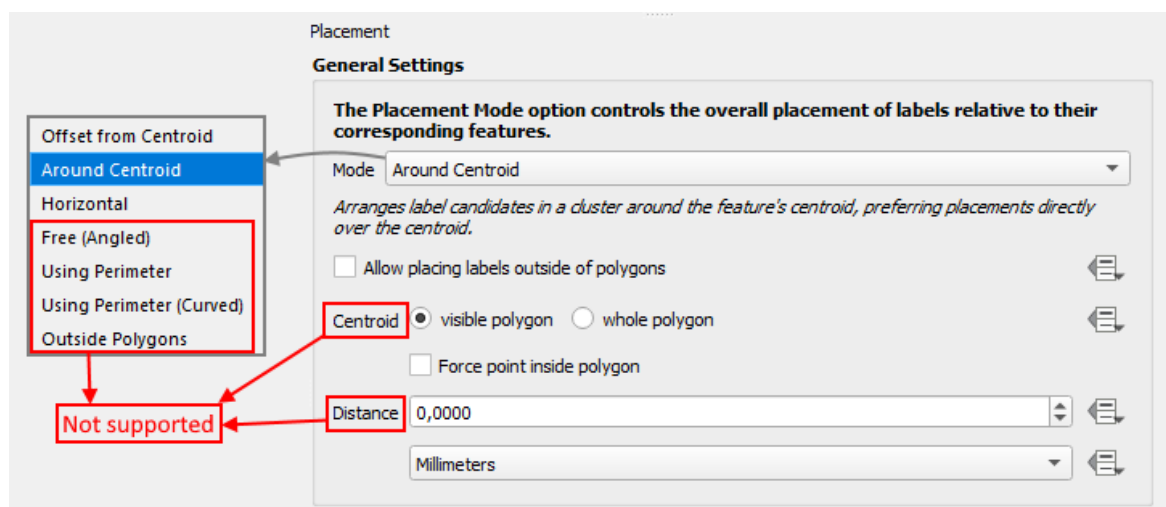 Placement
General Settings
The Placement Mode option controls the overall placement of labels relative to their
corresponding features.
Offset from Centroid
Around Centroid
Horizontal
Free (Angled)
Using Perimeter
Using Perimeter (Curved)
Outside Polygons
Not supported
Mode Around Centroid
Arranges label candidates in a cluster around the feature's centroid, preferring placements directly
over the centroid.
Allow placing labels outside of polygons
Centroid visible polygon whole polygon
Force point inside polygon
Distance 0,0000
Millimeters